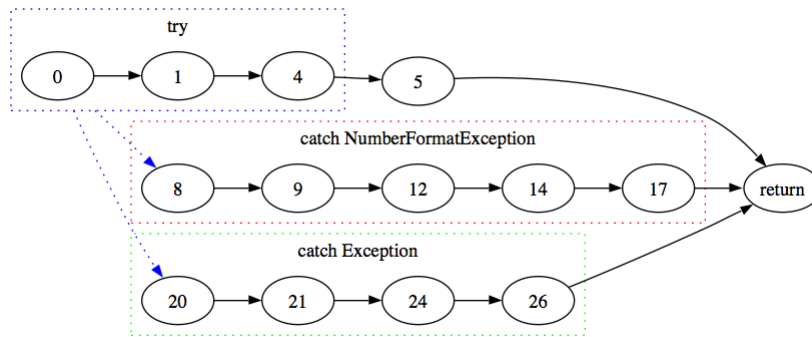 try
0 1 4 5
catch NumberFormatException
8 9 12 14 17 return
catch Exception
20 21 24 26